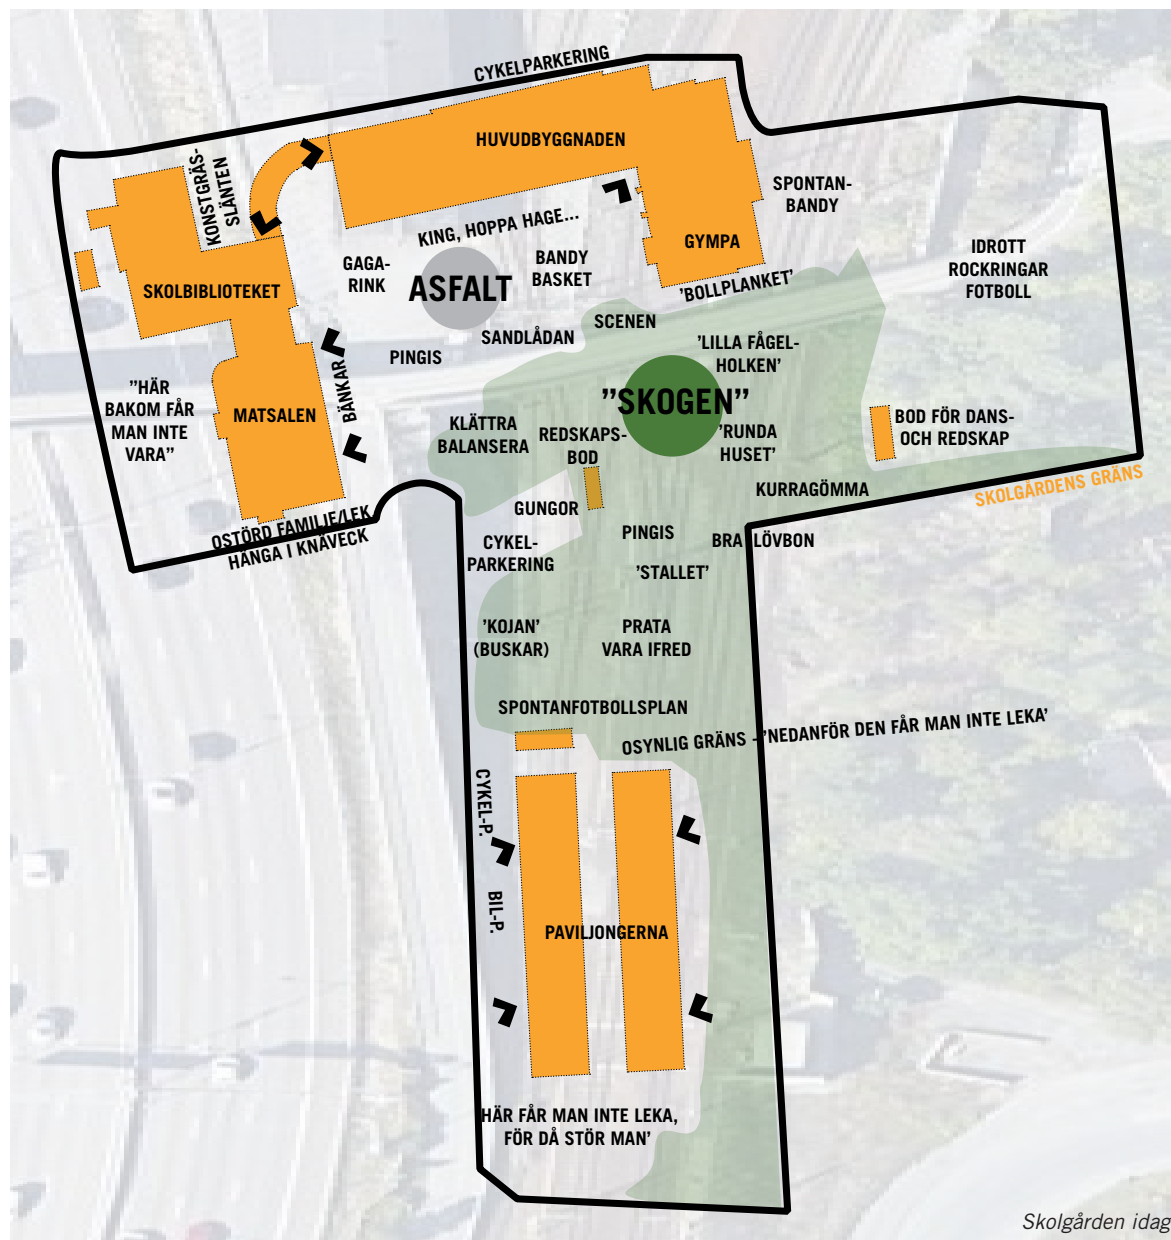 CYKELPARKERING
HUVUDBYGGNADEN
KONSTGRÄS-
SLÄNTEN
SPONTAN-
BANDY
KING, HOPPA HAGE...
GYMPA
IDROTT
ROCKRINGAR
FOTBOLL
GAGA-
RINK
ASFALT
BANDY
BASKET
SKOLBIBLIOTEKET
'BOLLPLANKET'
SCENEN
SANDLÅDAN
PINGIS
'LILLA FÅGEL-
HOLKEN'
BÄNKAR
"HÄR
BAKOM FÅR
MAN INTE
VARA"
MATSALEN
"SKOGEN"
KLÄTTRA
BALANSERA
REDSKAPS-
BOD
'RUNDA
HUSET'
BOD FÖR DANS-
OCH REDSKAP
KURRAGÖMMA
SKOLGÅRDENS GRÄNS
GUNGOR
OSTÖRD FAMILJE/LEK
HÄNGA I KNÄVECK
CYKEL-
PARKERING
PINGIS
BRA LÖVBON
'STALLET'
'KOJAN'
(BUSKAR)
PRATA
VARA IFRED
SPONTANFOTBOLLSPLAN
OSYNLIG GRÄNS -'NEDANFÖR DEN FÅR MAN INTE LEKA'
CYKEL-P.
BIL-P.
PAVILJONGERNA
'HÄR FÅR MAN INTE LEKA,
FÖR DÅ STÖR MAN'
Skolgården idag